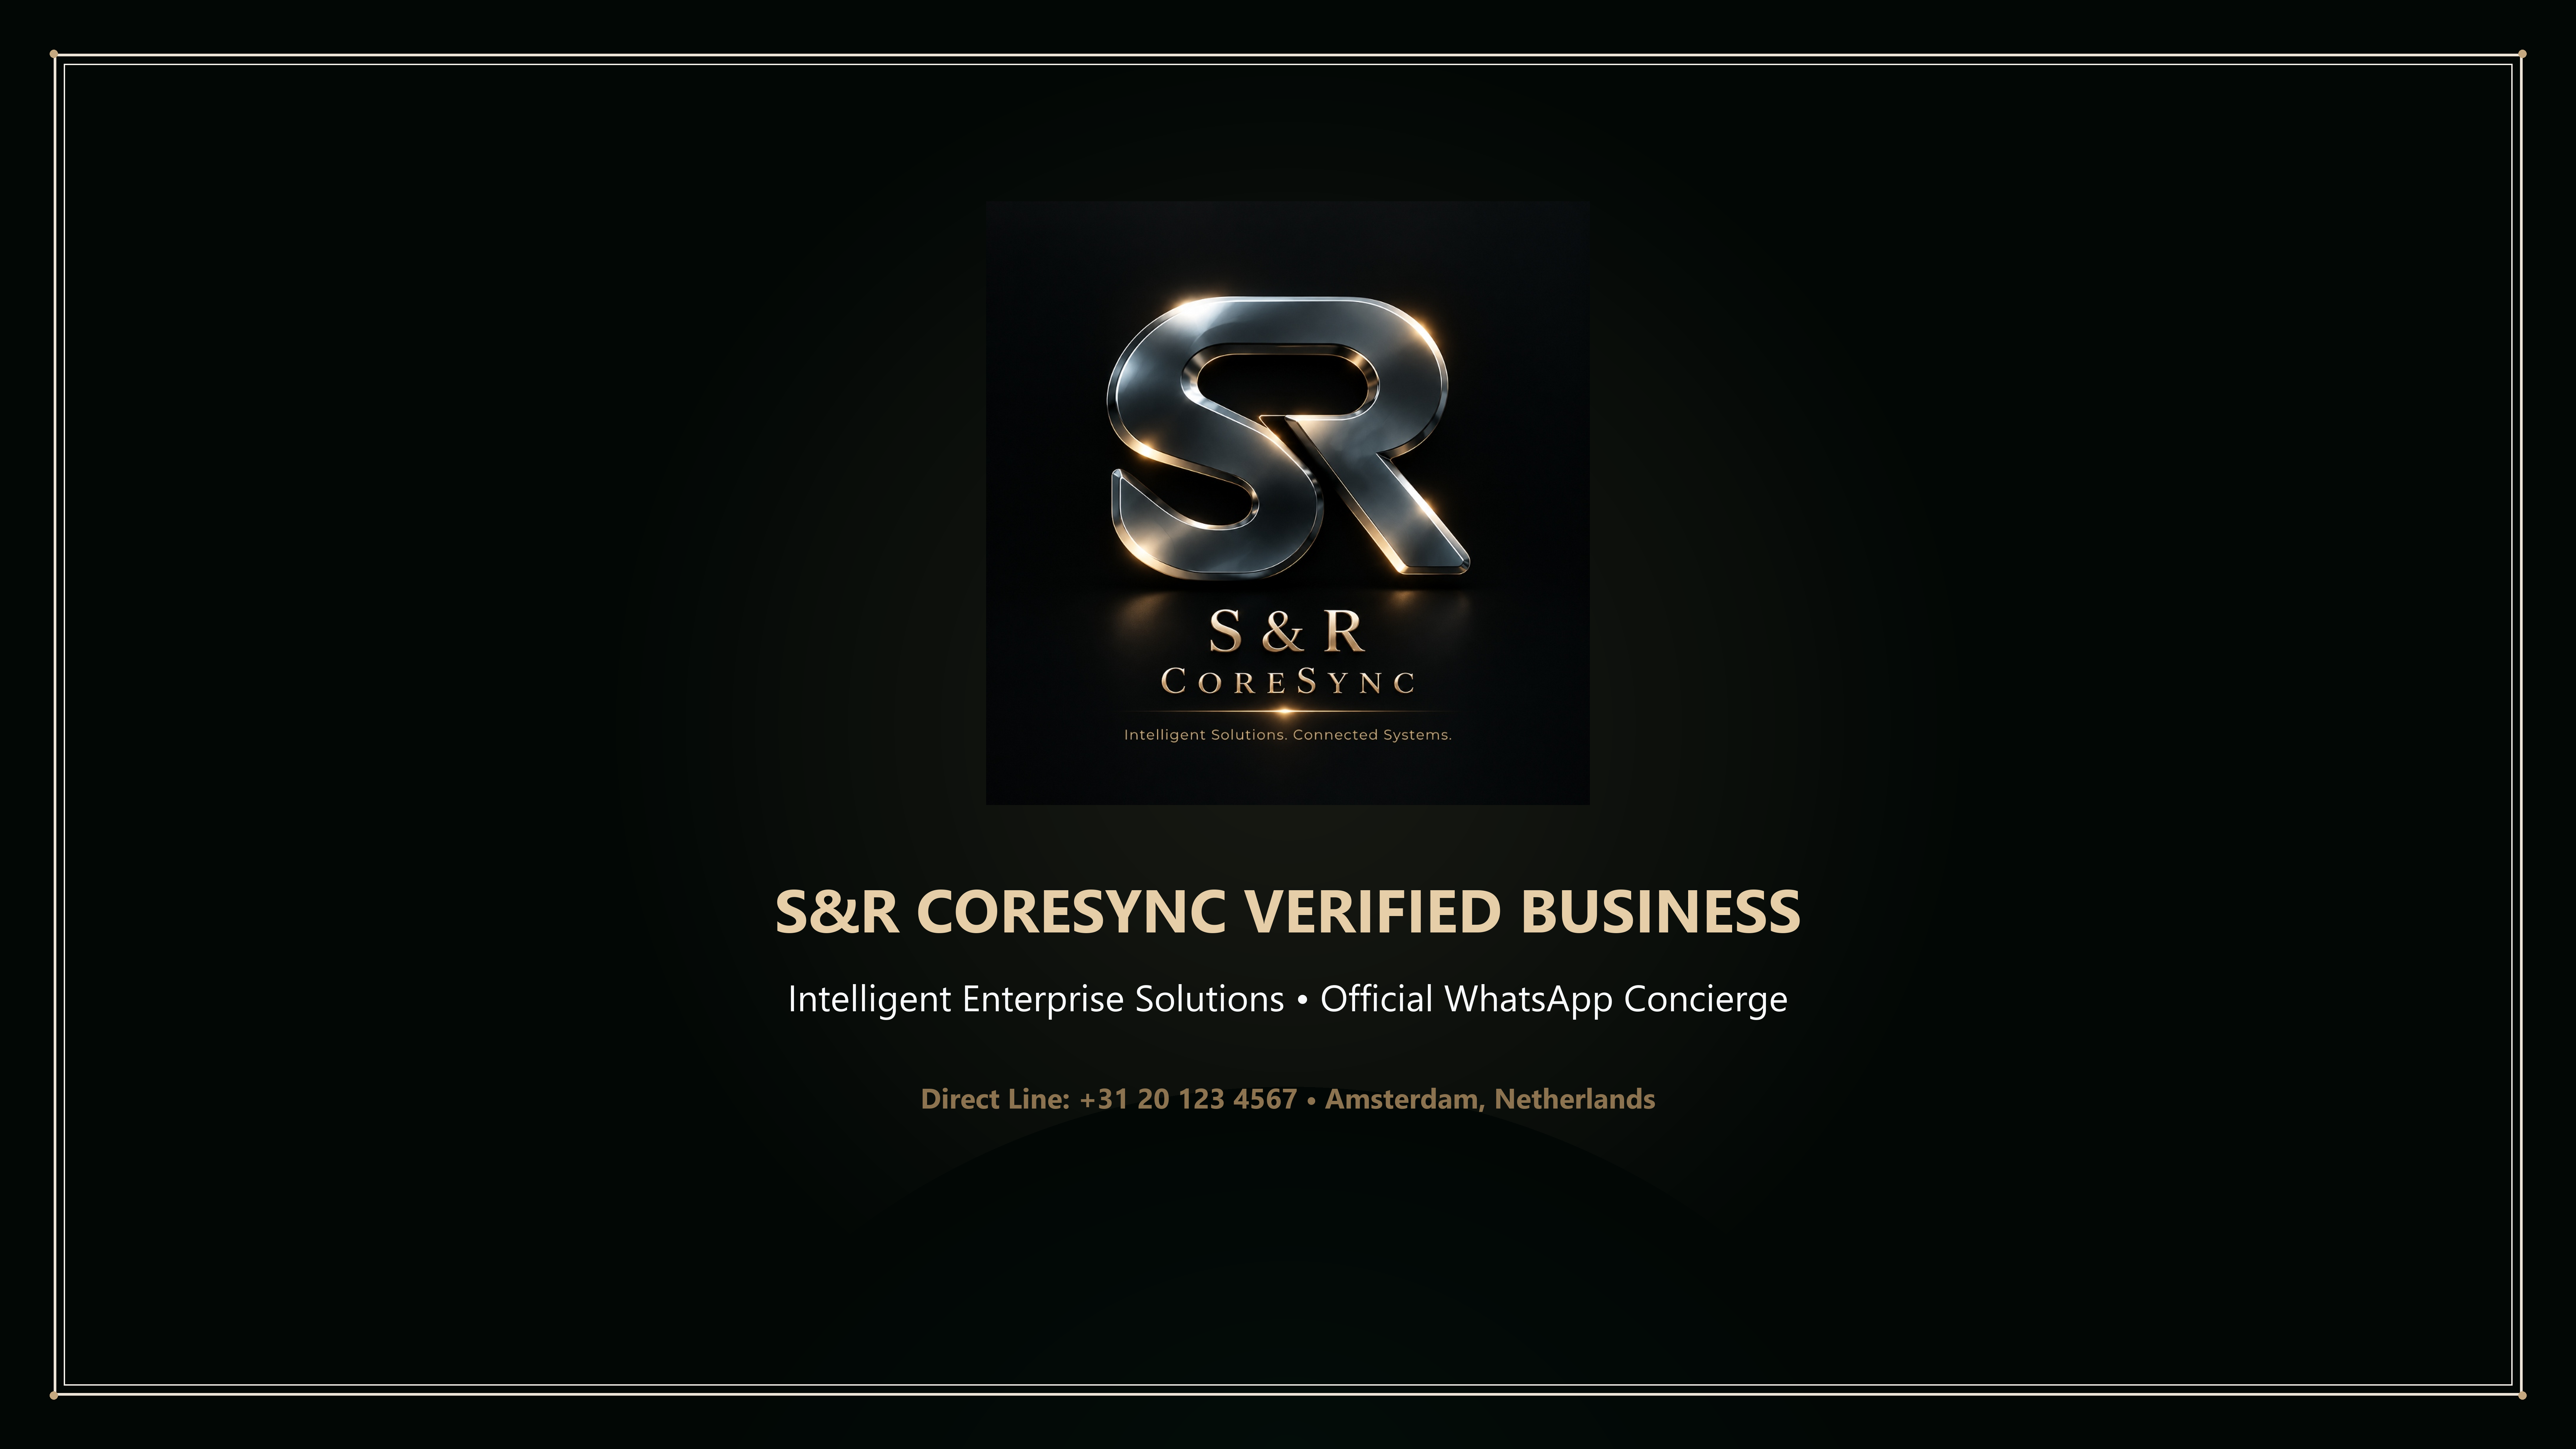 SR
S & R
CORESYNC
Intelligent Solutions. Connected Systems.
S&R CORESYNC VERIFIED BUSINESS
Intelligent Enterprise Solutions • Official WhatsApp Concierge
Direct Line: +31 20 123 4567 • Amsterdam, Netherlands